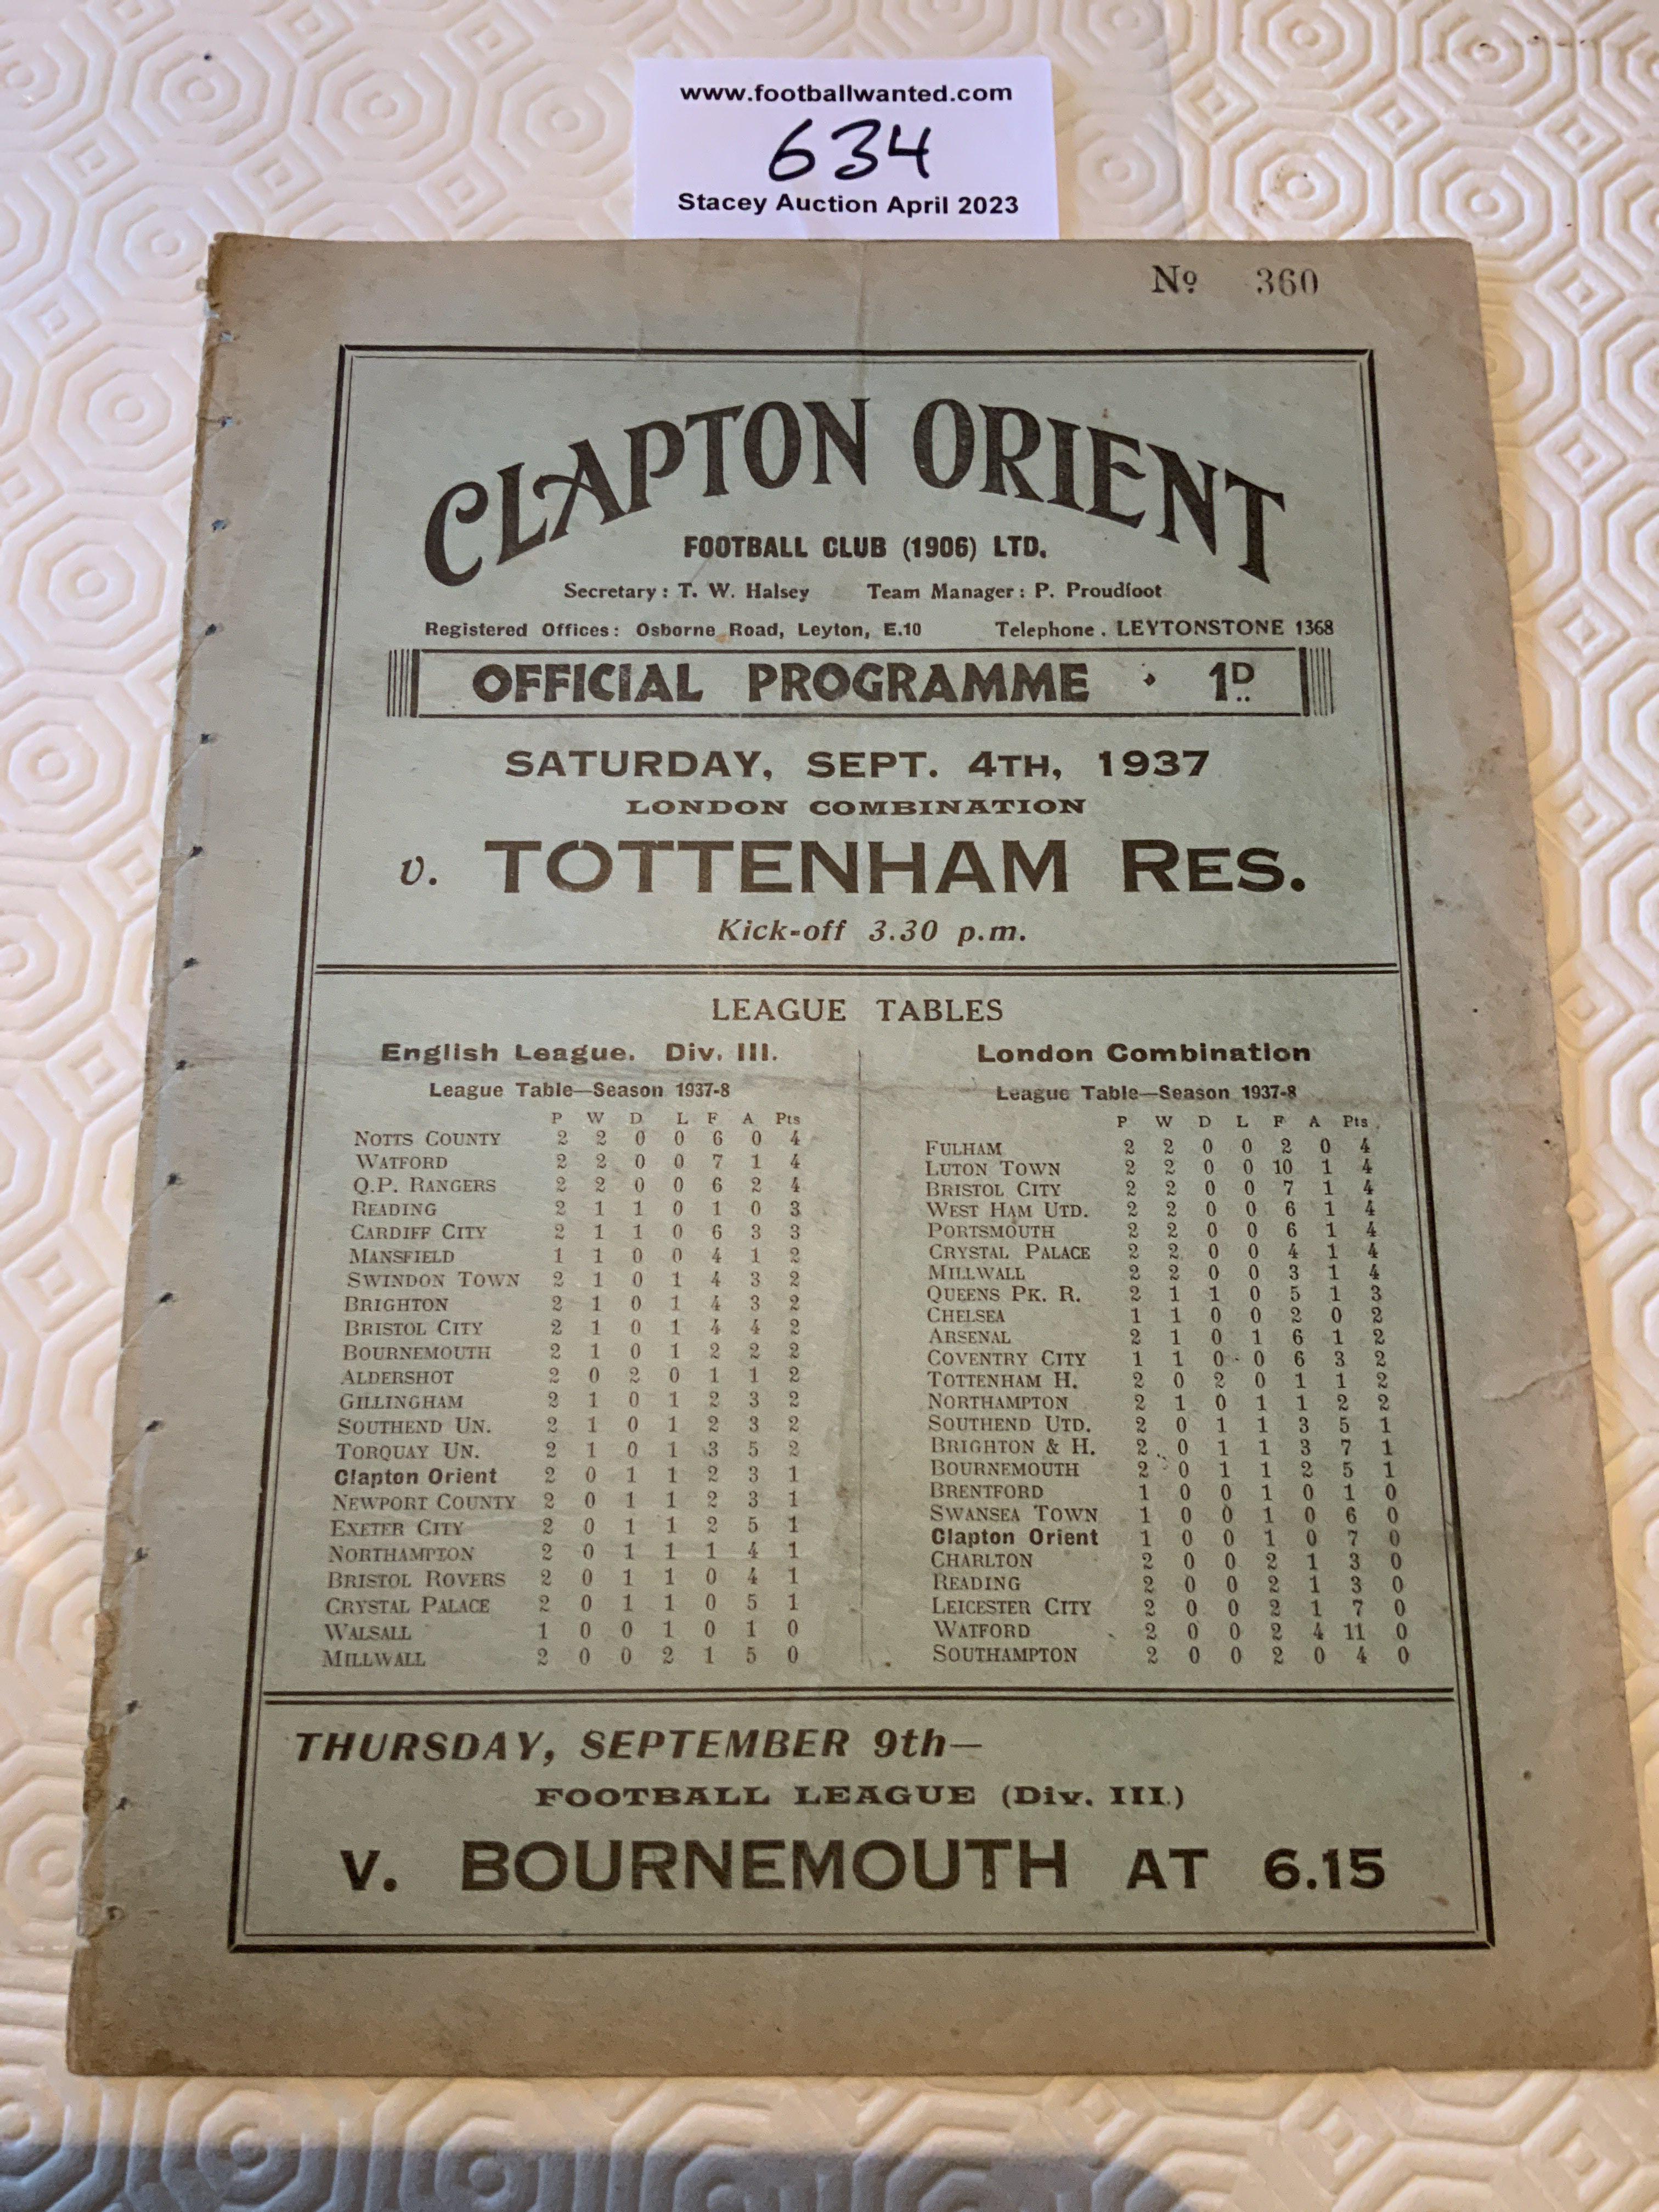 www.footballwanted.com
634
Stacey Auction April 2023
Nº 360
CLAPTON ORIENT
FOOTBALL CLUB (1906) LTD.
Secretary: T. W. Halsey Team Manager: P. Proudfoot
Registered Offices: Osborne Road, Leyton, E.10 Telephone . LEYTONSTONE 1368
OFFICIAL PROGRAMME · 1D.
SATURDAY, SEPT. 4TH, 1937
LONDON COMBINATION
v. TOTTENHAM RES.
Kick-off 3.30 p.m.
LEAGUE TABLES
English League. Div. III.
League Table—Season 1937-8
P W D L F A Pts
NOTTS COUNTY 2 2 0 0 6 0 4
WATFORD 2 2 0 0 7 1 4
Q.P. RANGERS 2 2 0 0 6 2 4
READING 2 1 1 0 1 0 3
CARDIFF CITY 2 1 1 0 6 3 3
MANSFIELD 1 1 0 0 4 1 2
SWINDON TOWN 2 1 0 1 4 3 2
BRIGHTON 2 1 0 1 4 3 2
BRISTOL CITY 2 1 0 1 4 4 2
BOURNEMOUTH 2 1 0 1 2 2 2
ALDERSHOT 2 0 2 0 1 1 2
GILLINGHAM 2 1 0 1 2 3 2
SOUTHEND UN. 2 1 0 1 2 3 2
TORQUAY UN. 2 1 0 1 3 5 2
Clapton Orient 2 0 1 1 2 3 1
NEWPORT COUNTY 2 0 1 1 2 3 1
EXETER CITY 2 0 1 1 2 5 1
NORTHAMPTON 2 0 1 1 1 4 1
BRISTOL ROVERS 2 0 1 1 0 4 1
CRYSTAL PALACE 2 0 1 1 0 5 1
WALSALL 1 0 0 1 0 1 0
MILLWALL 2 0 0 2 1 5 0
London Combination
League Table—Season 1937-8
P W D L F A Pts.
FULHAM 2 2 0 0 2 0 4
LUTON TOWN 2 2 0 0 10 1 4
BRISTOL CITY 2 2 0 0 7 1 4
WEST HAM UTD. 2 2 0 0 6 1 4
PORTSMOUTH 2 2 0 0 6 1 4
CRYSTAL PALACE 2 2 0 0 4 1 4
MILLWALL 2 2 0 0 3 1 4
QUEENS PK. R. 2 1 1 0 5 1 3
CHELSEA 1 1 0 0 2 0 2
ARSENAL 2 1 0 1 6 1 2
COVENTRY CITY 1 1 0 0 6 3 2
TOTTENHAM H. 2 0 2 0 1 1 2
NORTHAMPTON 2 1 0 1 1 2 2
SOUTHEND UTD. 2 0 1 1 3 5 1
BRIGHTON & H. 2 0 1 1 3 7 1
BOURNEMOUTH 2 0 1 1 2 5 1
BRENTFORD 1 0 0 1 0 1 0
SWANSEA TOWN 1 0 0 1 0 6 0
Clapton Orient 1 0 0 1 0 7 0
CHARLTON 2 0 0 2 1 3 0
READING 2 0 0 2 1 3 0
LEICESTER CITY 2 0 0 2 1 7 0
WATFORD 2 0 0 2 4 11 0
SOUTHAMPTON 2 0 0 2 0 4 0
THURSDAY, SEPTEMBER 9th—
FOOTBALL LEAGUE (Div. III.)
v. BOURNEMOUTH AT 6.15